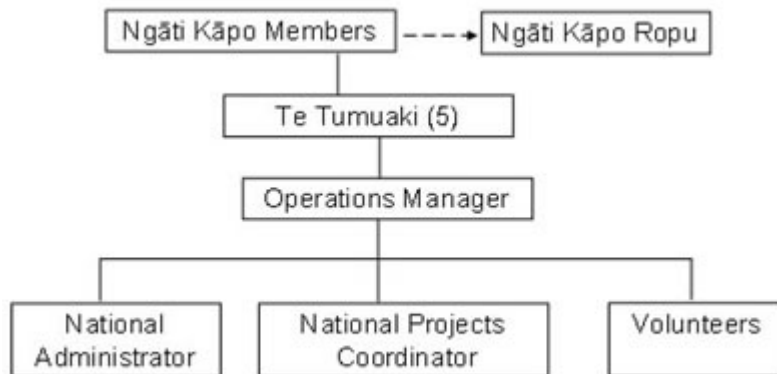 Ngāti Kāpo Members
Ngāti Kāpo Ropu
Te Tumuaki (5)
Operations Manager
National
Administrator
National Projects
Coordinator
Volunteers